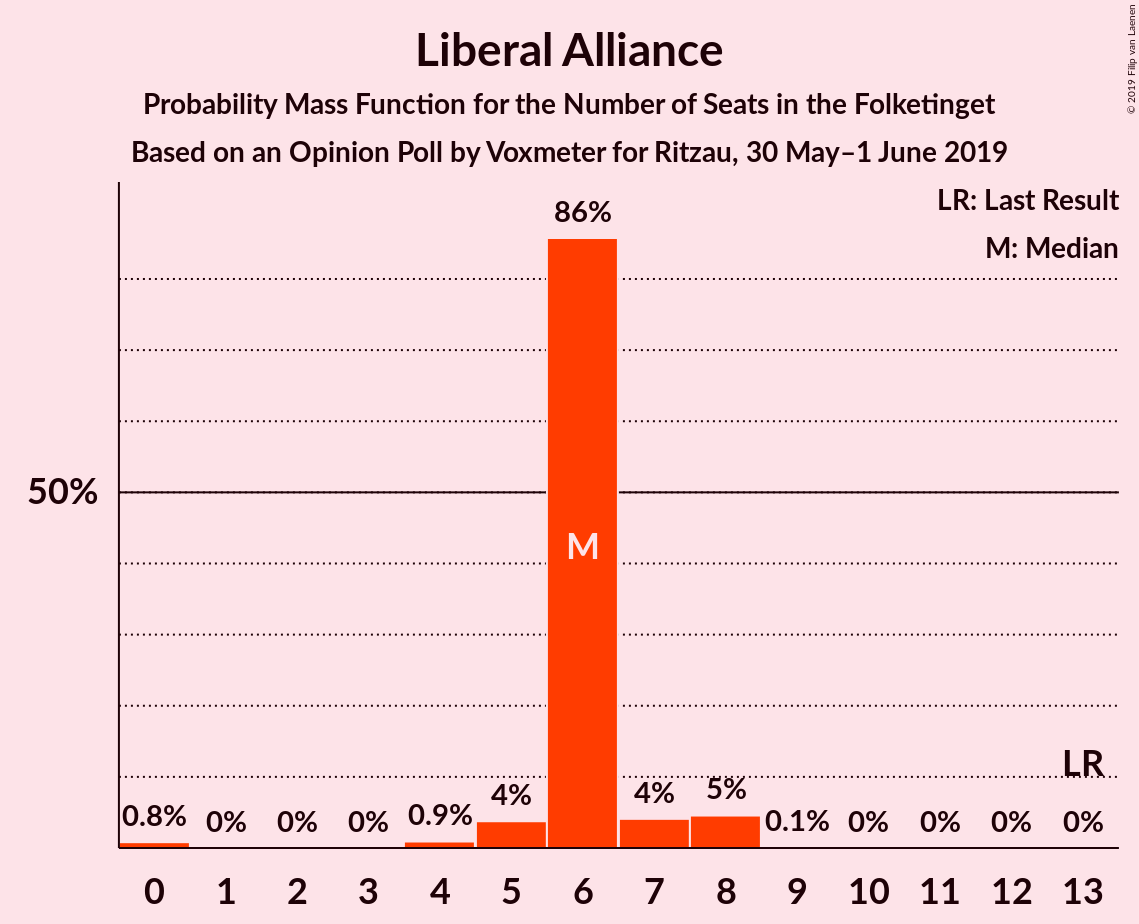 © 2019 Filip van Laenen
Liberal Alliance
Probability Mass Function for the Number of Seats in the Folketinget
Based on an Opinion Poll by Voxmeter for Ritzau, 30 May–1 June 2019
LR: Last Result
M: Median
86%
50%
M
LR
0.8% 0% 0% 0% 0.9% 4% 4% 5% 0.1% 0% 0% 0% 0%
0 1 2 3 4 5 6 7 8 9 10 11 12 13